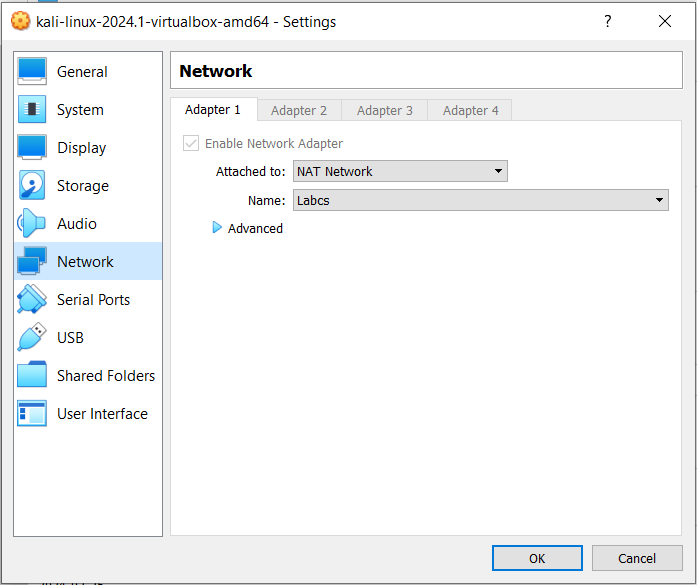 kali-linux-2024.1-virtualbox-amd64 - Settings
?
General
System
Display
Storage
Audio
Network
Serial Ports
USB
Shared Folders
User Interface
Network
Adapter 1 Adapter 2 Adapter 3 Adapter 4
Enable Network Adapter
Attached to: NAT Network
Name: Labcs
Advanced
OK Cancel